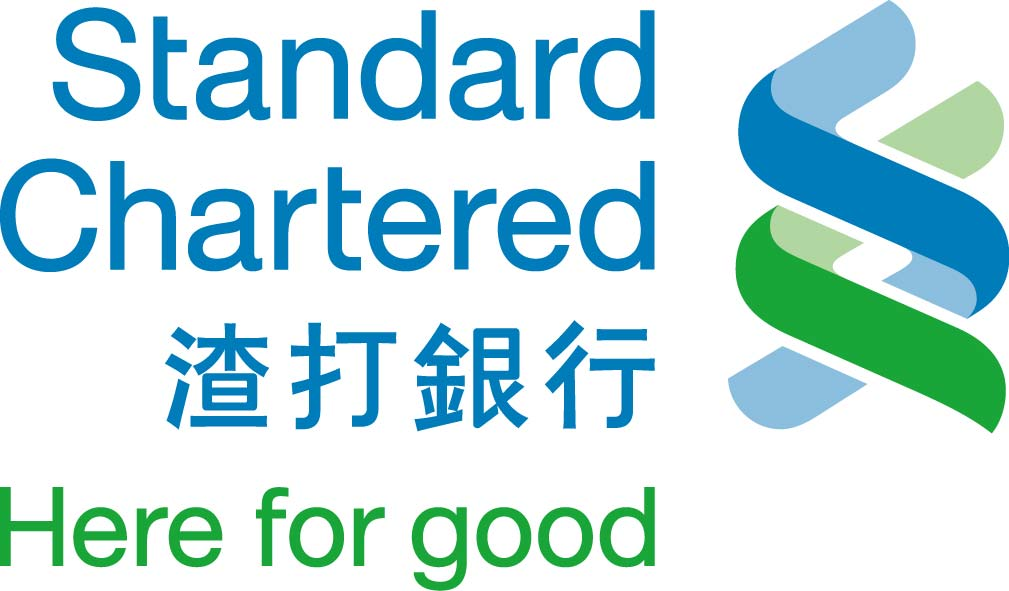 Standard
Chartered
渣打銀行
Here for good